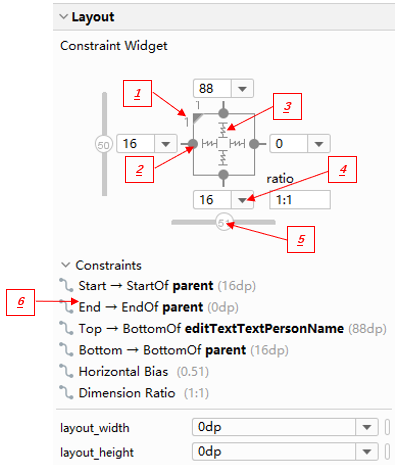 Layout
Constraint Widget
88
1
3
50
16
0
2
4
ratio
16
1:1
51
5
Constraints
Start → StartOf parent (16dp)
6
End → EndOf parent (0dp)
Top → BottomOf editTextTextPersonName (88dp)
Bottom → BottomOf parent (16dp)
Horizontal Bias (0.51)
Dimension Ratio (1:1)
layout_width 0dp
layout_height 0dp